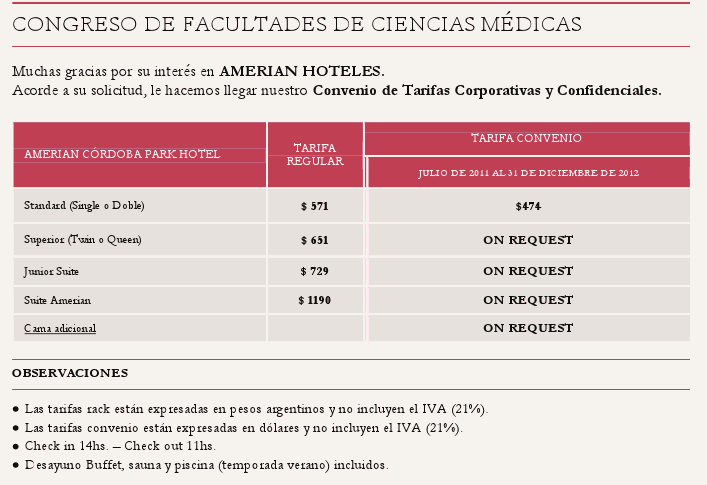 CONGRESO DE FACULTADES DE CIENCIAS MÉDICAS
Muchas gracias por su interés en AMERIAN HOTELES.
Acorde a su solicitud, le hacemos llegar nuestro Convenio de Tarifas Corporativas y Confidenciales.
AMERIAN CÓRDOBA PARK HOTEL
TARIFA
REGULAR
TARIFA CONVENIO
JULIO DE 2011 AL 31 DE DICIEMBRE DE 2012
Standard (Single o Doble) $ 571 $474
Superior (Twin o Queen) $ 651 ON REQUEST
Junior Suite $ 729 ON REQUEST
Suite Amerian $ 1190 ON REQUEST
Cama adicional ON REQUEST
OBSERVACIONES
● Las tarifas rack están expresadas en pesos argentinos y no incluyen el IVA (21%).
● Las tarifas convenio están expresadas en dólares y no incluyen el IVA (21%).
● Check in 14hs. – Check out 11hs.
● Desayuno Buffet, sauna y piscina (temporada verano) incluidos.